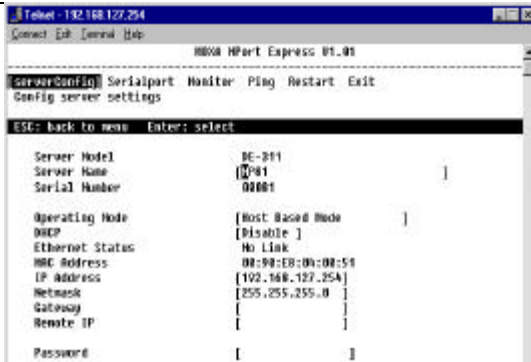 Telnet - 192.168.127.254
Connect Edit Terminal Help
MOXA NPort Express V1.01
serverConfig Serialport Monitor Ping Restart Exit
Config server settings
ESC: back to menu Enter: select
Server Model DE-311
Server Name [NP01 ]
Serial Number 00081
Operating Mode [Host Based Mode ]
DHCP [Disable ]
Ethernet Status No Link
MAC Address 00:90:E8:04:00:51
IP Address [192.168.127.254]
Netmask [255.255.255.0 ]
Gateway [ ]
Remote IP [ ]
Password [ ]